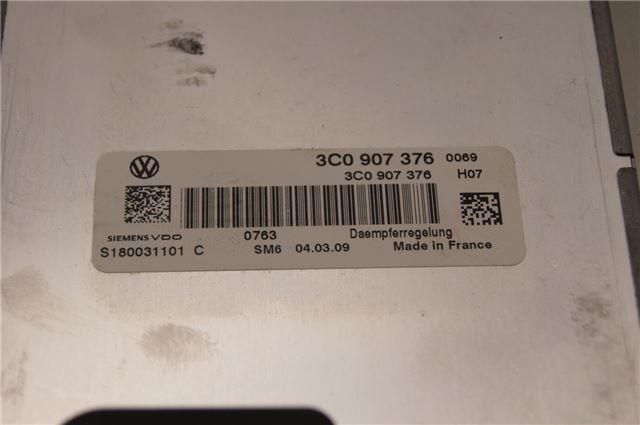 3C0 907 376 0069
3C0 907 376 H07
0763 Daempferregelung
SIEMENS VDO
S180031101 C SM6 04.03.09 Made in France